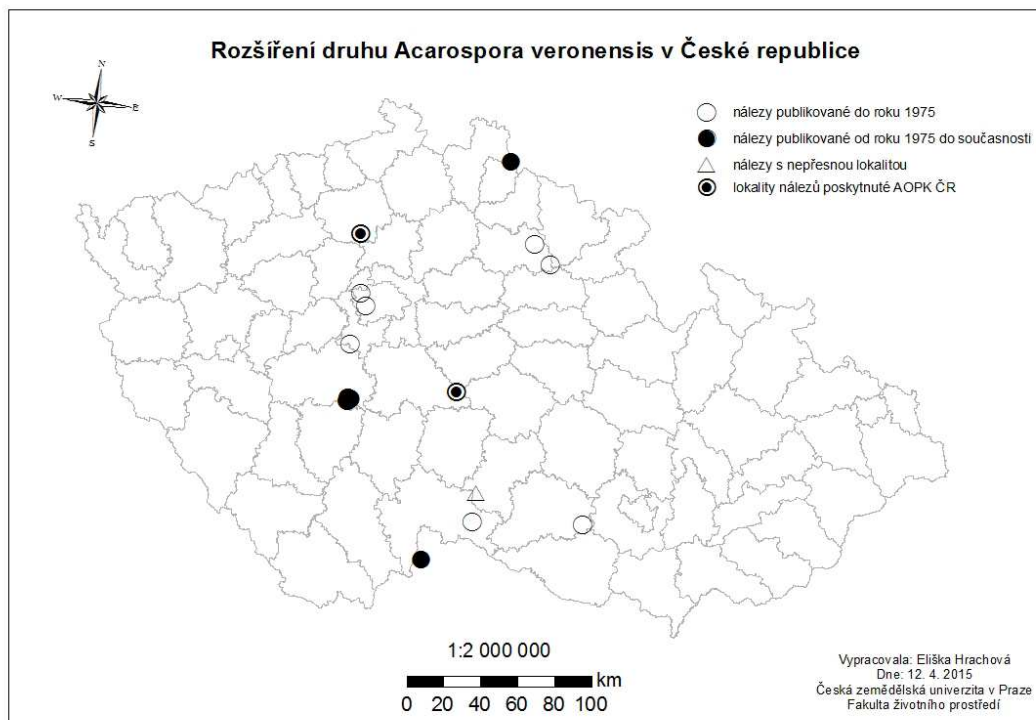 Rozšíření druhu Acarospora veronensis v České republice
N
W
E
S
nálezy publikované do roku 1975
nálezy publikované od roku 1975 do současnosti
nálezy s nepřesnou lokalitou
lokality nálezů poskytnuté AOPK ČR
1:2 000 000
km
0 20 40 60 80 100
Vypracovala: Eliška Hrachová
Dne: 12. 4. 2015
Česká zemědělská univerzita v Praze
Fakulta životního prostředí